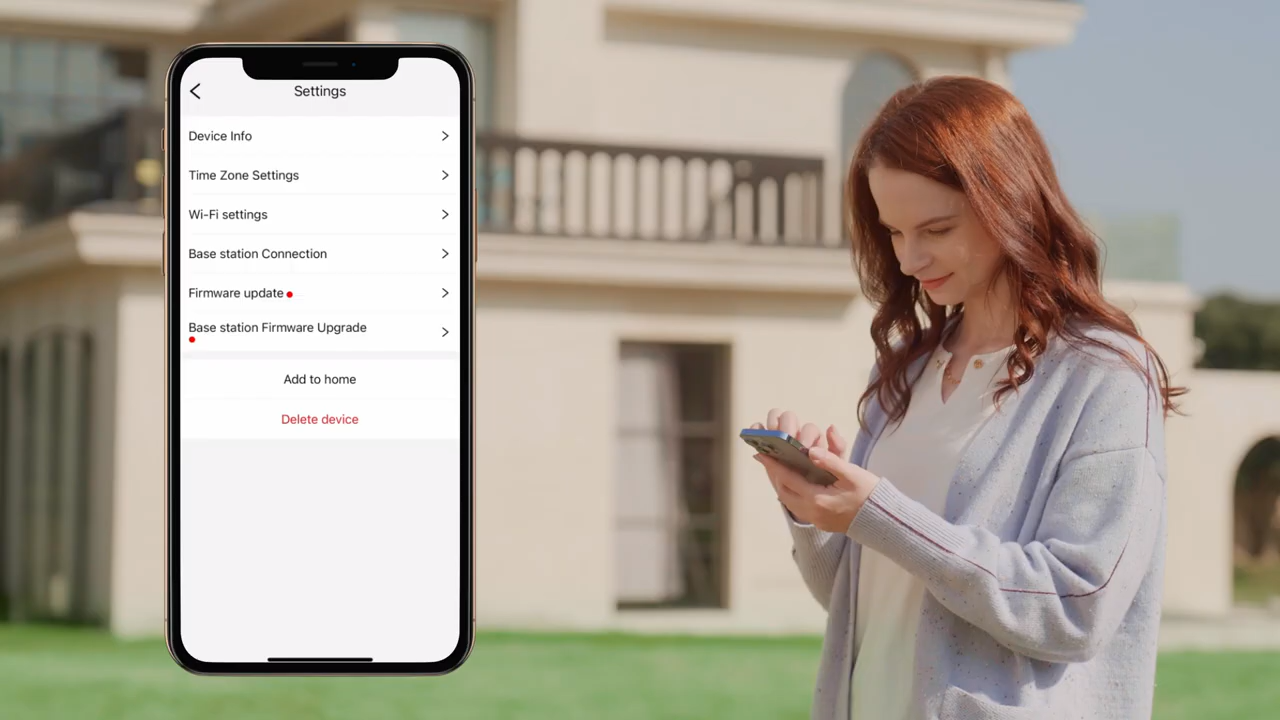 Settings
Device Info
Time Zone Settings
Wi-Fi settings
Base station Connection
Firmware update
Base station Firmware Upgrade
Add to home
Delete device